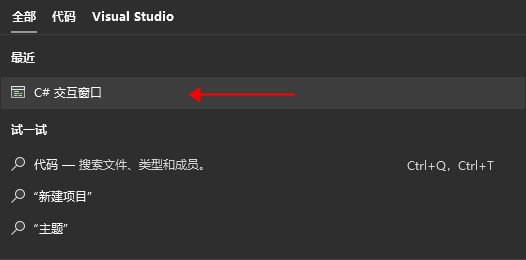 全部 代码 Visual Studio
最近
C# 交互窗口
试一试
代码 — 搜索文件、类型和成员。 Ctrl+Q，Ctrl+T
“新建项目”
“主题”